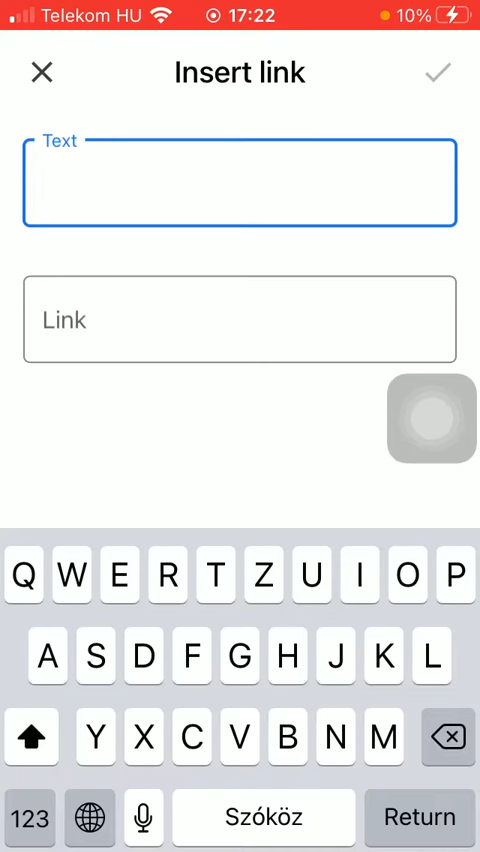 Telekom HU 17:22 10%
Insert link
Text
Link
Q W E R T Z U I O P
A S D F G H J K L
Y X C V B N M
123 Szóköz Return